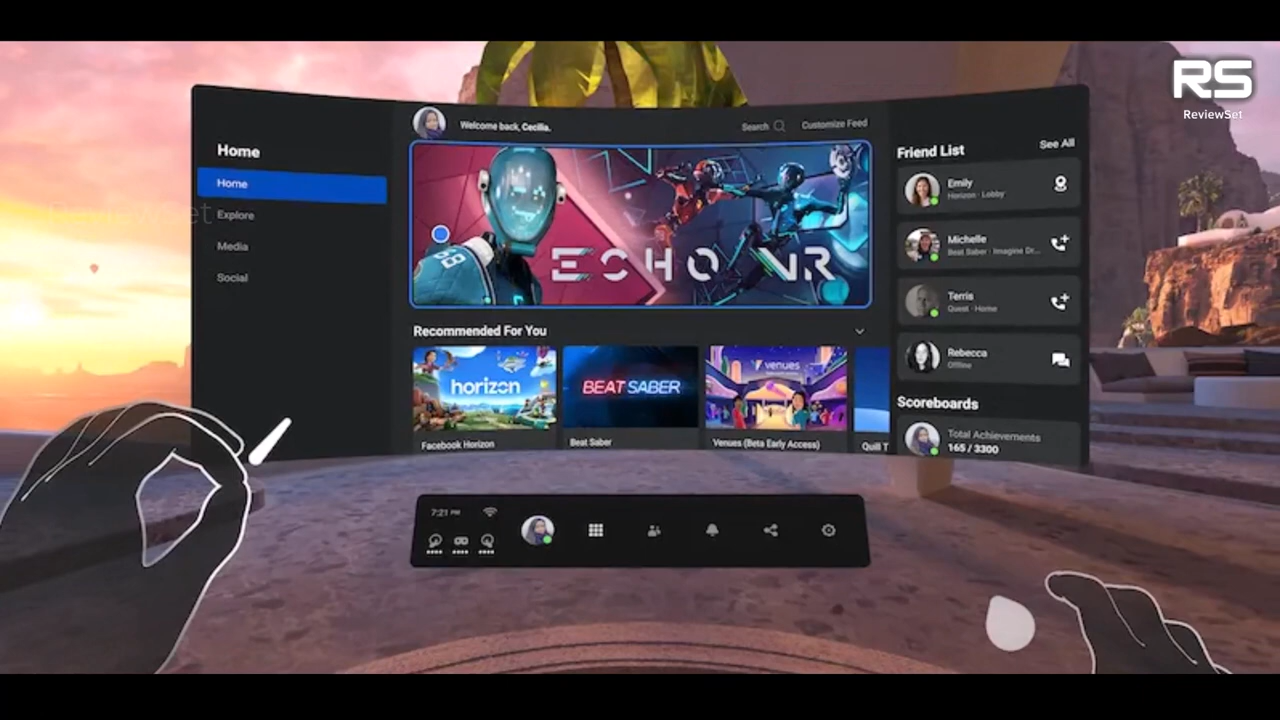 RS
ReviewSet
Welcome back, Cecilia.
Search
Customize Feed
Home
Home
Explore
Media
Social
ECHO VR
88
Recommended For You
horizon
BEAT SABER
venues
Facebook Horizon
Beat Saber
Venues (Beta Early Access)
Quill T
Friend List
See All
Emily
Horizon · Lobby
Michelle
Beat Saber · Imagine Dr...
Terris
Quest · Home
Rebecca
Offline
Scoreboards
Total Achievements
165 / 3300
7:21 PM